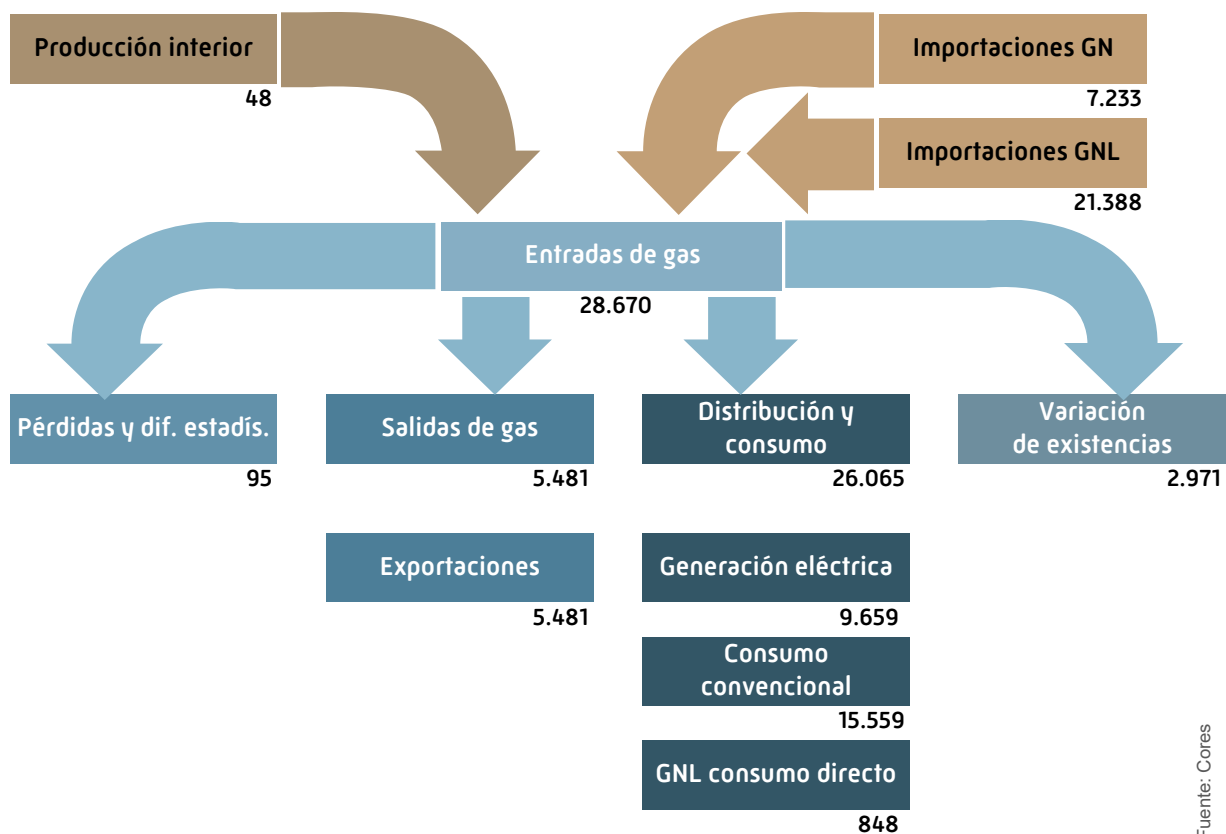 Producción interior
48
Importaciones GN
7.233
Importaciones GNL
21.388
Entradas de gas
28.670
Pérdidas y dif. estadís.
95
Salidas de gas
5.481
Distribución y
consumo
26.065
Variación
de existencias
2.971
Exportaciones
5.481
Generación eléctrica
9.659
Consumo
convencional
15.559
GNL consumo directo
848
Fuente: Cores